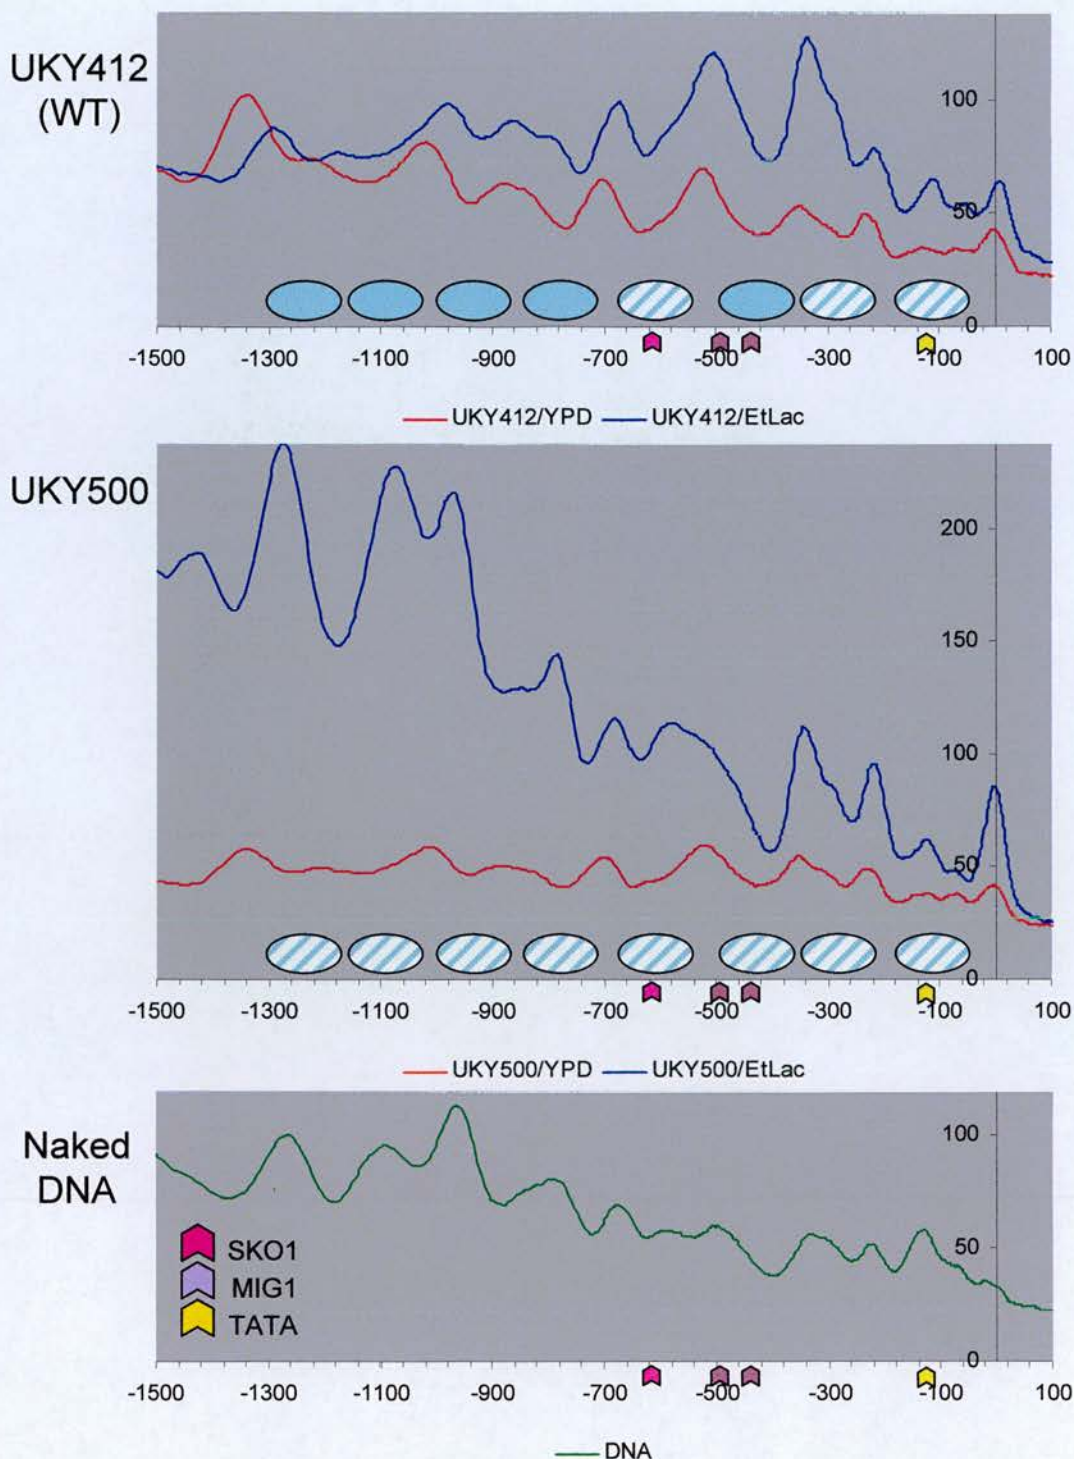 UKY412
(WT)
100
50
0
-1500 -1300 -1100 -900 -700 -500 -300 -100 100
UKY412/YPD UKY412/EtLac
UKY500
200
150
100
50
0
-1500 -1300 -1100 -900 -700 -500 -300 -100 100
UKY500/YPD UKY500/EtLac
Naked
DNA
100
50
0
SKO1
MIG1
TATA
-1500 -1300 -1100 -900 -700 -500 -300 -100 100
DNA